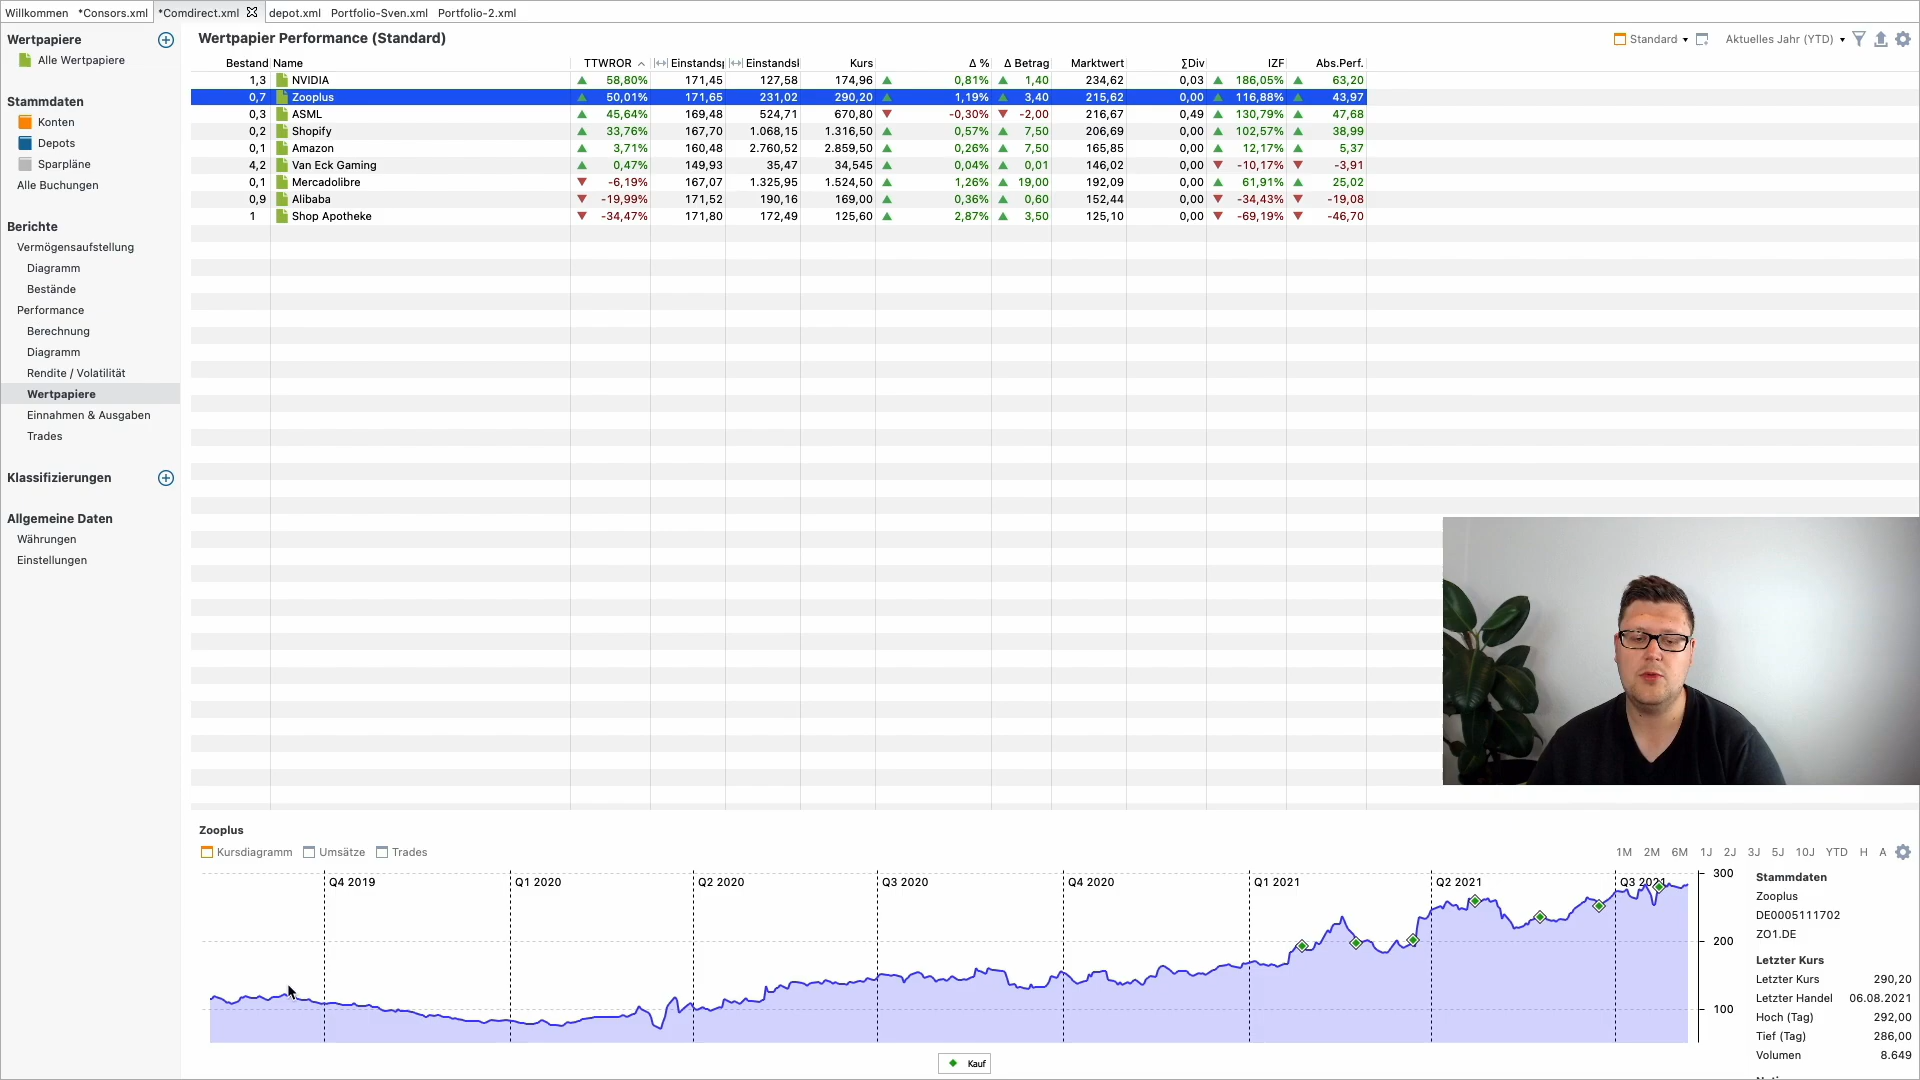 Willkommen *Consors.xml *Comdirect.xml depot.xml Portfolio-Sven.xml Portfolio-2.xml
Wertpapiere
Alle Wertpapiere
Stammdaten
Konten
Depots
Sparpläne
Alle Buchungen
Berichte
Vermögensaufstellung
Diagramm
Bestände
Performance
Berechnung
Diagramm
Rendite / Volatilität
Wertpapiere
Einnahmen & Ausgaben
Trades
Klassifizierungen
Allgemeine Daten
Währungen
Einstellungen
Wertpapier Performance (Standard)
Standard Aktuelles Jahr (YTD)
Bestand Name TTWROR Einstandsp Einstandsk Kurs Δ % Δ Betrag Marktwert ∑Div IZF Abs.Perf.
1,3 NVIDIA 58,80% 171,45 127,58 174,96 0,81% 1,40 234,62 0,03 186,05% 63,20
0,7 Zooplus 50,01% 171,65 231,02 290,20 1,19% 3,40 215,62 0,00 116,88% 43,97
0,3 ASML 45,64% 169,48 524,71 670,80 -0,30% -2,00 216,67 0,49 130,79% 47,68
0,2 Shopify 33,76% 167,70 1.068,15 1.316,50 0,57% 7,50 206,69 0,00 102,57% 38,99
0,1 Amazon 3,71% 160,48 2.760,52 2.859,50 0,26% 7,50 165,85 0,00 12,17% 5,37
4,2 Van Eck Gaming 0,47% 149,93 35,47 34,545 0,04% 0,01 146,02 0,00 -10,17% -3,91
0,1 Mercadolibre -6,19% 167,07 1.325,95 1.524,50 1,26% 19,00 192,09 0,00 61,91% 25,02
0,9 Alibaba -19,99% 171,52 190,16 169,00 0,36% 0,60 152,44 0,00 -34,43% -19,08
1 Shop Apotheke -34,47% 171,80 172,49 125,60 2,87% 3,50 125,10 0,00 -69,19% -46,70
Zooplus
Kursdiagramm Umsätze Trades
1M 2M 6M 1J 2J 3J 5J 10J YTD H A
Q4 2019 Q1 2020 Q2 2020 Q3 2020 Q4 2020 Q1 2021 Q2 2021 Q3 2021
300
200
100
Kauf
Stammdaten
Zooplus
DE0005111702
ZO1.DE
Letzter Kurs
Letzter Kurs 290,20
Letzter Handel 06.08.2021
Hoch (Tag) 292,00
Tief (Tag) 286,00
Volumen 8.649